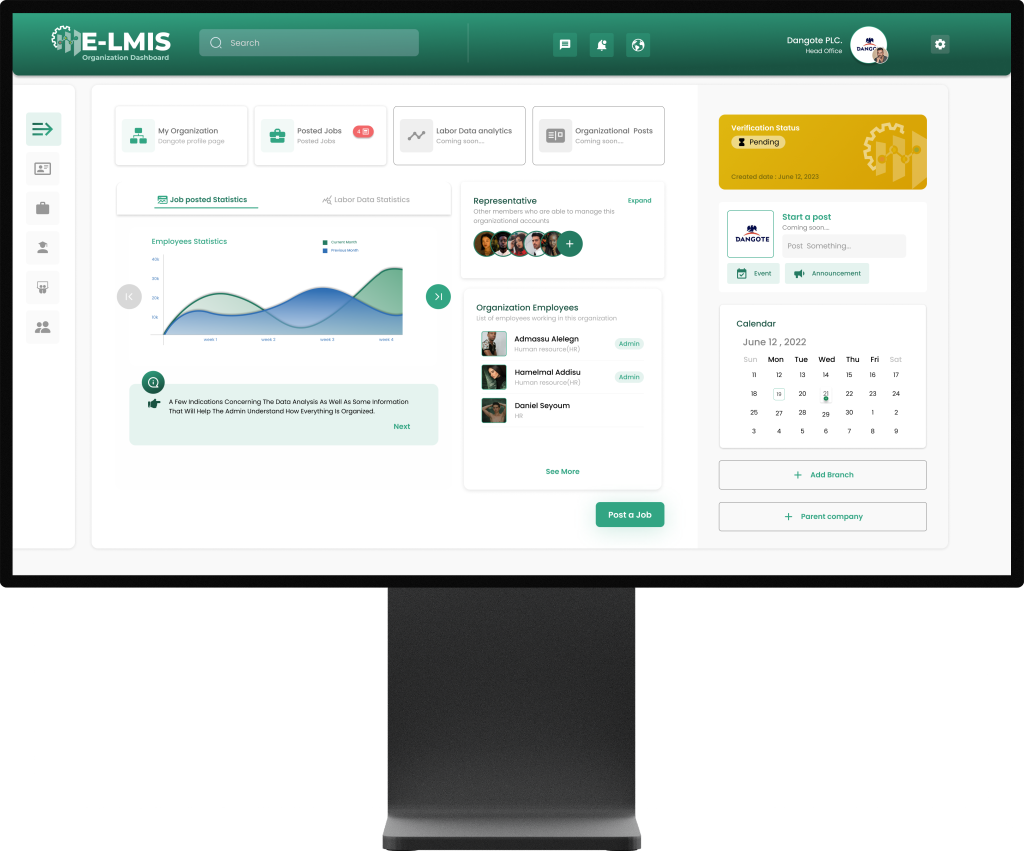 E-LMIS
Organization Dashboard
Search
Dangote PLC.
Head Office
DANGOTE
My Organization
Dangote profile page
Posted Jobs
Posted Jobs
4
Labor Data analytics
Coming soon....
Organizational Posts
Coming soon....
Job posted Statistics
Labor Data Statistics
Employees Statistics
Current Month
Previous Month
40k
30k
20k
10k
week 1
week 2
week 3
week 4
A Few Indications Concerning The Data Analysis As Well As Some Information
That Will Help The Admin Understand How Everything Is Organized.
Next
Representative
Expand
Other members who are able to manage this
organizational accounts
Organization Employees
List of employees working in this organization
Admassu Alelegn
Human resource(HR)
Admin
Hamelmal Addisu
Human resource(HR)
Admin
Daniel Seyoum
HR
See More
Post a Job
Verification Status
Pending
Created date : June 12, 2023
DANGOTE
Start a post
Coming soon....
Post Something...
Event
Announcement
Calendar
June 12 , 2022
Sun Mon Tue Wed Thu Fri Sat
11 12 13 14 15 16 17
18 19 20 21 22 23 24
25 27 28 29 30 1 2
3 4 5 6 7 8 9
Add Branch
Parent company